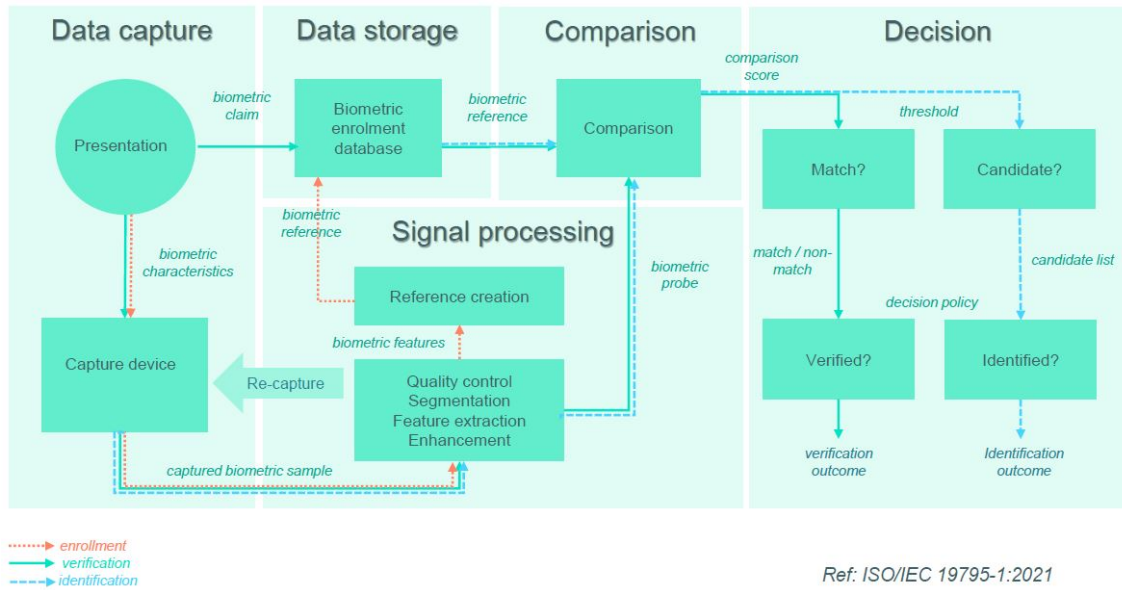 Data capture
Data storage
Comparison
Decision
Presentation
biometric
claim
Biometric
enrolment
database
biometric
reference
Comparison
comparison
score
threshold
Match?
Candidate?
biometric
characteristics
biometric
reference
Signal processing
biometric
probe
match / non-
match
candidate list
Reference creation
decision policy
Capture device
biometric features
Re-capture
Quality control
Segmentation
Feature extraction
Enhancement
Verified?
Identified?
captured biometric sample
verification
outcome
Identification
outcome
enrollment
verification
identification
Ref: ISO/IEC 19795-1:2021